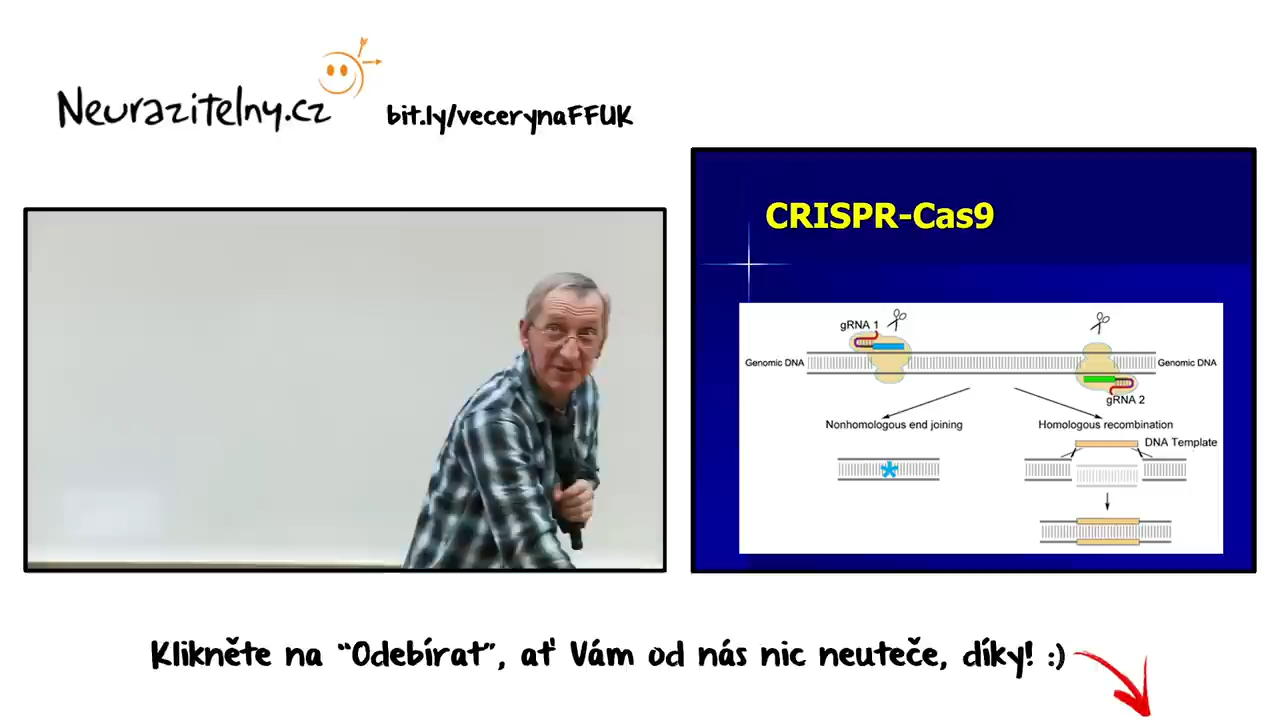 Neurazitelny.cz
bit.ly/vecerynaFFUK
CRISPR-Cas9
gRNA 1
Genomic DNA
Genomic DNA
gRNA 2
Nonhomologous end joining
Homologous recombination
DNA Template
*
Klikněte na “Odebírat”, ať Vám od nás nic neuteče, díky! :)